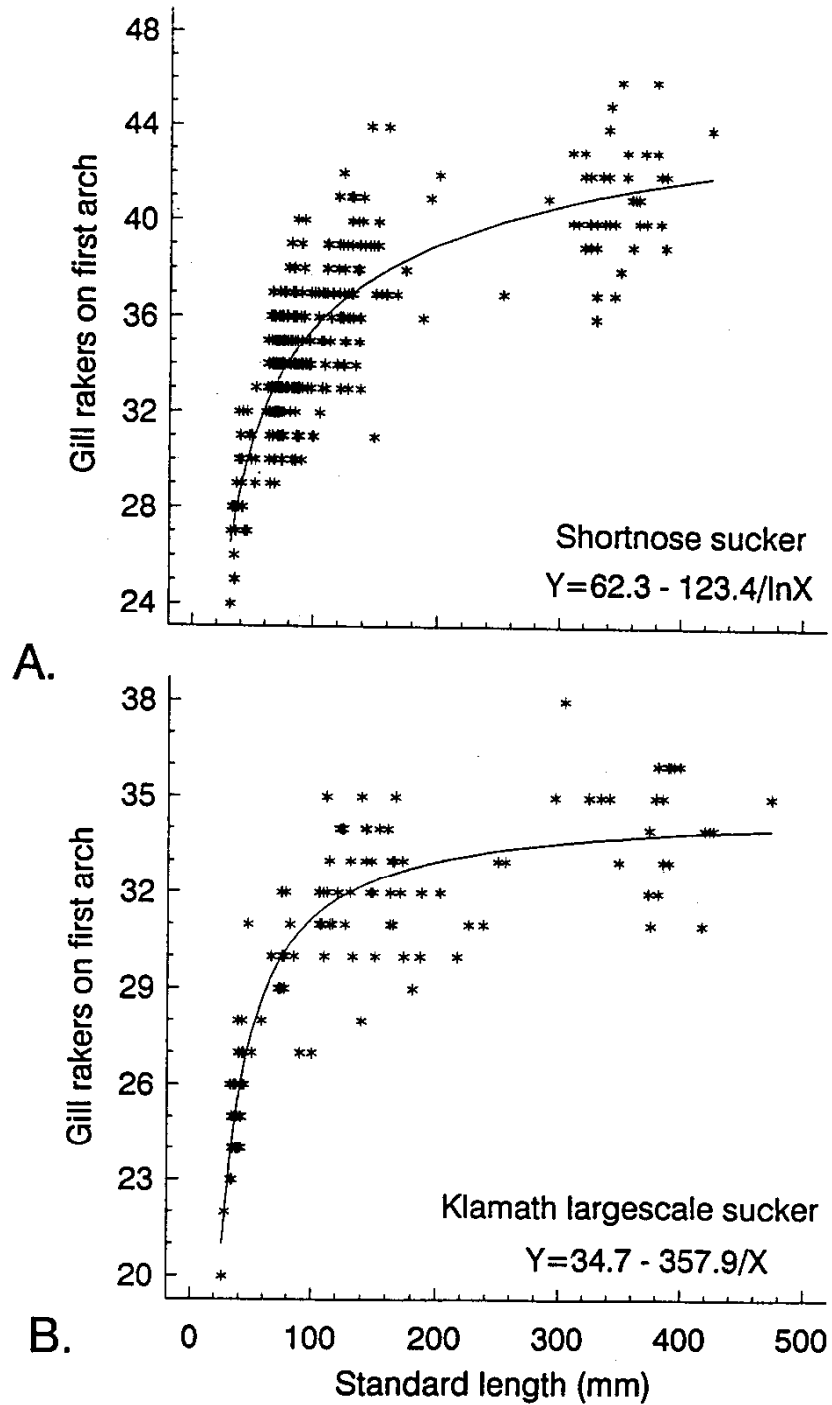 48
44
40
36
32
28
24
Gill rakers on first arch
Shortnose sucker
Y=62.3 - 123.4/lnX
A.
38
35
32
29
26
23
20
Gill rakers on first arch
Klamath largescale sucker
Y=34.7 - 357.9/X
B.
0 100 200 300 400 500
Standard length (mm)